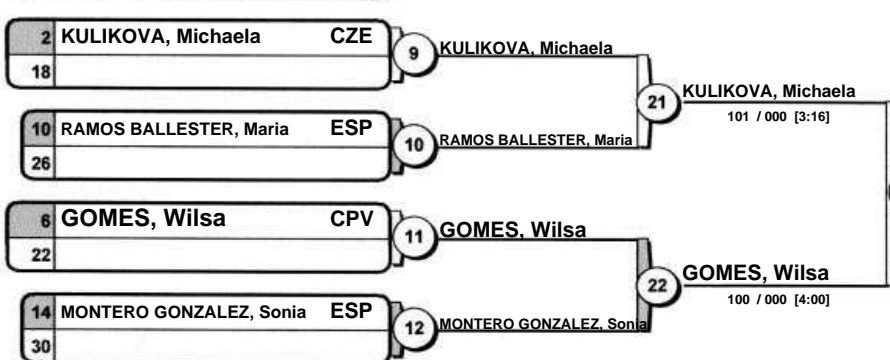 2 KULIKOVA, Michaela CZE
18
9
KULIKOVA, Michaela
10 RAMOS BALLESTER, Maria ESP
26
10
RAMOS BALLESTER, Maria
21
KULIKOVA, Michaela
101 / 000 [3:16]
6 GOMES, Wilsa CPV
22
11
GOMES, Wilsa
14 MONTERO GONZALEZ, Sonia ESP
30
12
MONTERO GONZALEZ, Sonia
22
GOMES, Wilsa
100 / 000 [4:00]